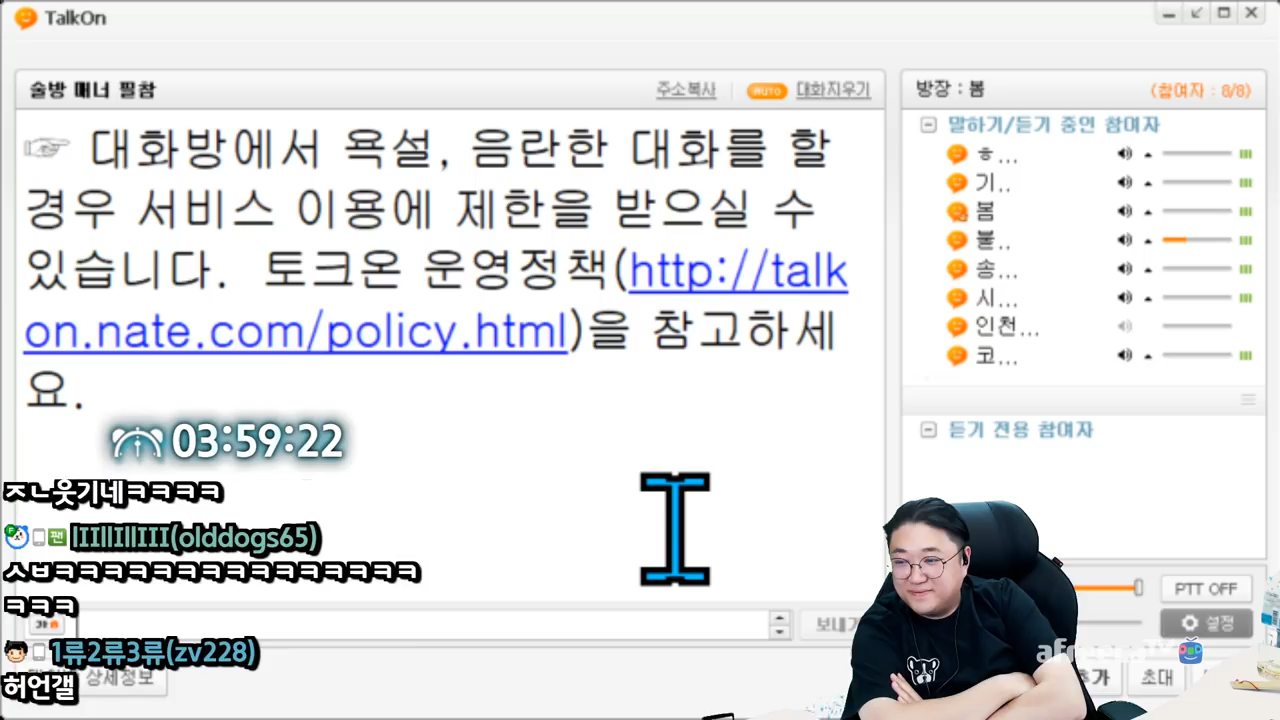 TalkOn
술방 매너 필참
주소복사
AUTO
대화지우기
☞ 대화방에서 욕설, 음란한 대화를 할
경우 서비스 이용에 제한을 받으실 수
있습니다. 토크온 운영정책(http://talk
on.nate.com/policy.html)을 참고하세
요.
03:59:22
ㅈㄴ웃기네ㅋㅋㅋㅋ
팬 lIIllIlIII(olddogs65)
ㅅㅂㅋㅋㅋㅋㅋㅋㅋㅋㅋㅋㅋㅋㅋㅋㅋ
ㅋㅋㅋ
가
1류2류3류(zv228)
허언갤
상세정보
방장 : 봄
(참여자 : 8/8)
말하기/듣기 중인 참여자
ㅎ...
기..
봄
불..
송...
시...
인천...
코...
듣기 전용 참여자
PTT OFF
설정
초대